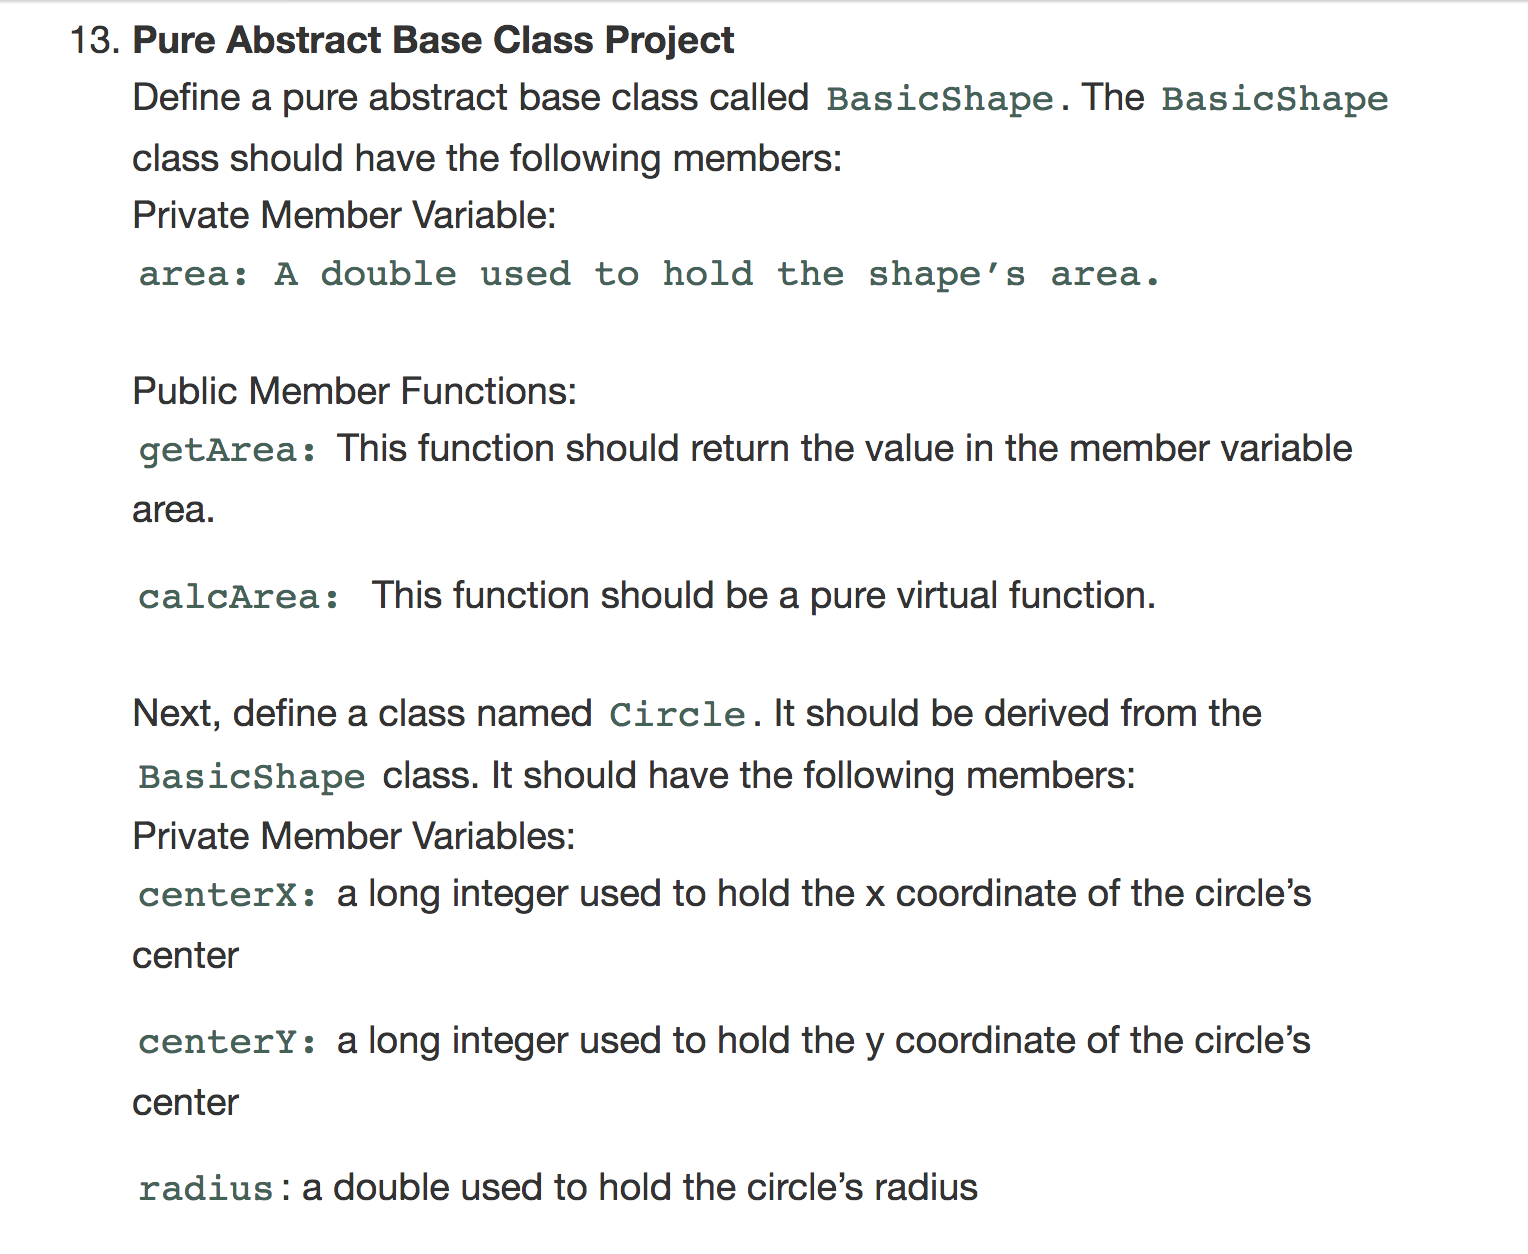 13. Pure Abstract Base Class Project
Define a pure abstract base class called BasicShape. The BasicShape
class should have the following members:
Private Member Variable:
area: A double used to hold the shape’s area.
Public Member Functions:
getArea: This function should return the value in the member variable
area.
calcArea: This function should be a pure virtual function.
Next, define a class named Circle. It should be derived from the
BasicShape class. It should have the following members:
Private Member Variables:
centerX: a long integer used to hold the x coordinate of the circle’s
center
centerY: a long integer used to hold the y coordinate of the circle’s
center
radius: a double used to hold the circle’s radius